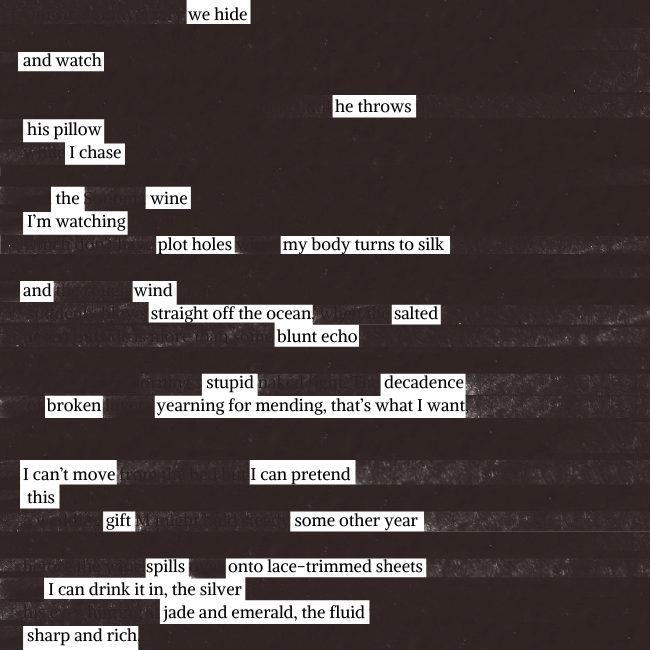 we hide
and watch
he throws
his pillow
I chase
the wine
I'm watching
plot holes my body turns to silk
and wind
straight off the ocean, salted
blunt echo
stupid decadence
broken yearning for mending, that's what I want
I can't move I can pretend
this
gift some other year
spills onto lace-trimmed sheets
I can drink it in, the silver
jade and emerald, the fluid
sharp and rich